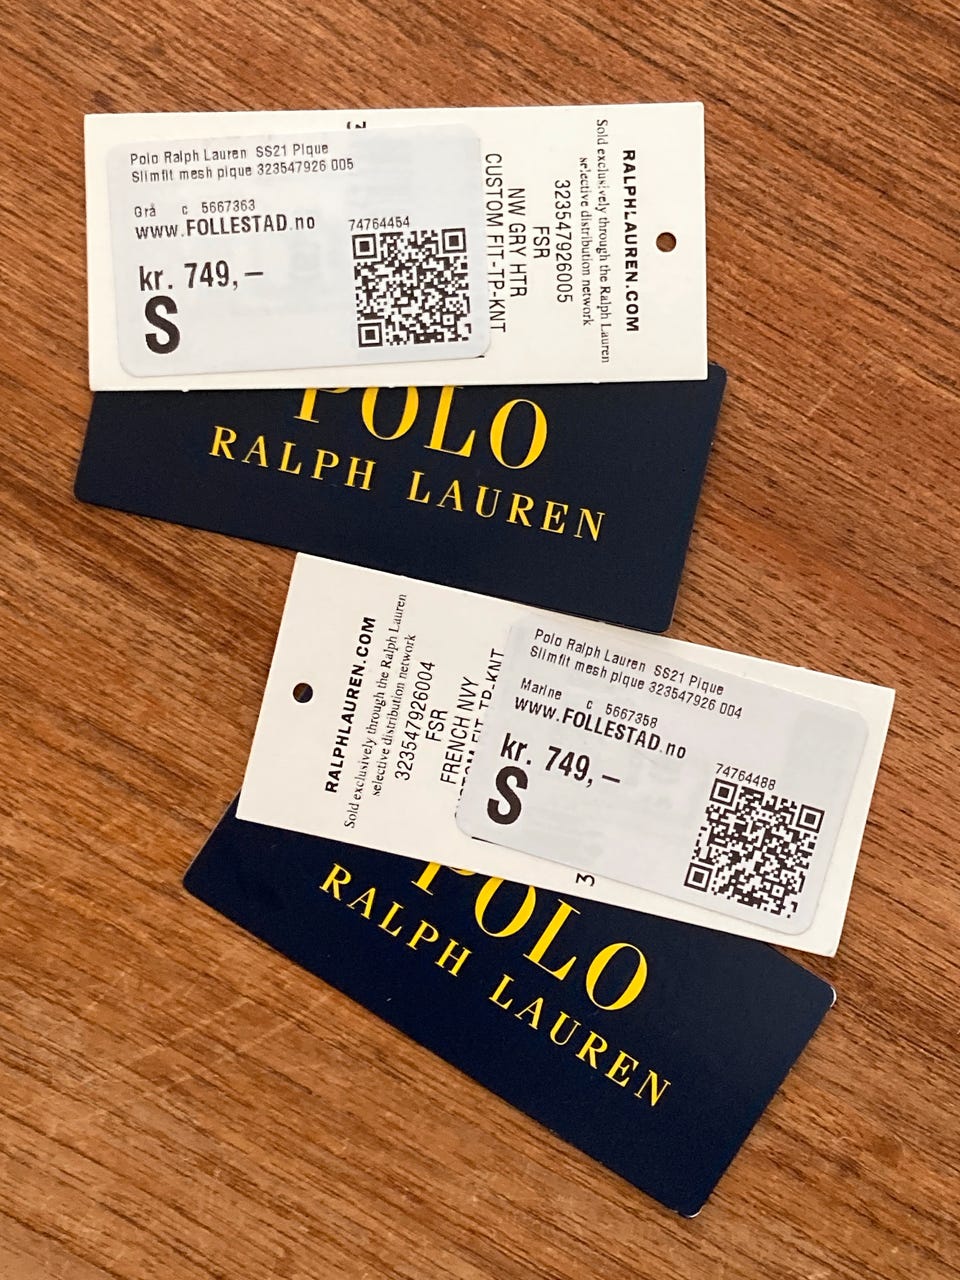 Polo Ralph Lauren SS21 Pique
Slimfit mesh pique 323547926 005
Grå c 5667363
www.FOLLESTAD.no
74764454
kr. 749,–
S
CUSTOM FIT-TP-KNT
NW GRY HTR
FSR
323547926005
Sold exclusively through the Ralph Lauren
selective distribution network
RALPHLAUREN.COM
POLO
RALPH LAUREN
RALPHLAUREN.COM
Sold exclusively through the Ralph Lauren
selective distribution network
323547926004
FSR
FRENCH NVY
TP-KNT
Polo Ralph Lauren SS21 Pique
Slimfit mesh pique 323547926 004
Marine c 5667358
www.FOLLESTAD.no
74764488
kr. 749,–
S
3
POLO
RALPH LAUREN